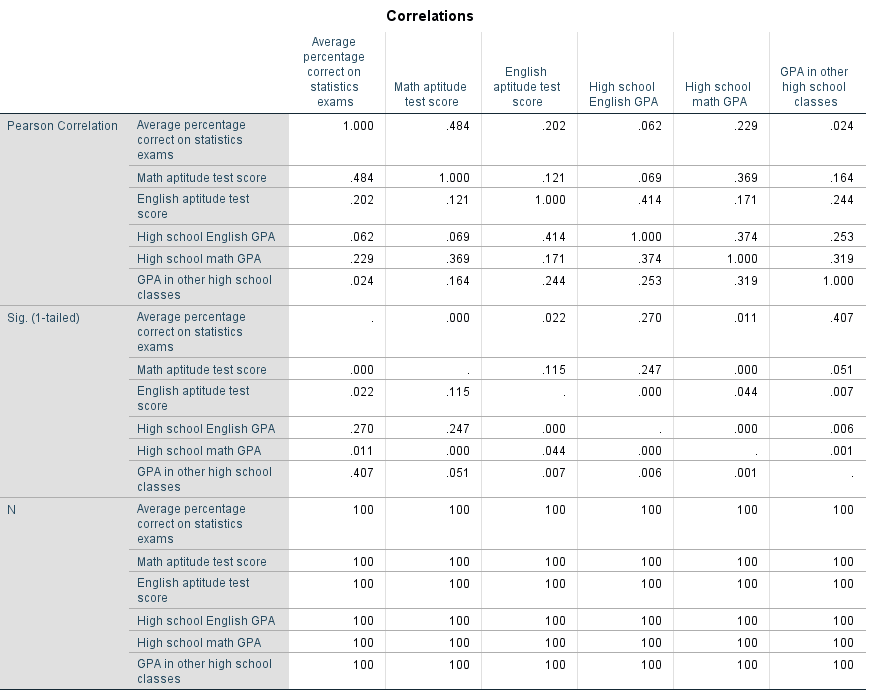 Correlations
Average percentage correct on statistics exams Math aptitude test score English aptitude test score High school English GPA High school math GPA GPA in other high school classes
Pearson Correlation Average percentage correct on statistics exams 1.000 .484 .202 .062 .229 .024
Math aptitude test score .484 1.000 .121 .069 .369 .164
English aptitude test score .202 .121 1.000 .414 .171 .244
High school English GPA .062 .069 .414 1.000 .374 .253
High school math GPA .229 .369 .171 .374 1.000 .319
GPA in other high school classes .024 .164 .244 .253 .319 1.000
Sig. (1-tailed) Average percentage correct on statistics exams . .000 .022 .270 .011 .407
Math aptitude test score .000 . .115 .247 .000 .051
English aptitude test score .022 .115 . .000 .044 .007
High school English GPA .270 .247 .000 . .000 .006
High school math GPA .011 .000 .044 .000 . .001
GPA in other high school classes .407 .051 .007 .006 .001 .
N Average percentage correct on statistics exams 100 100 100 100 100 100
Math aptitude test score 100 100 100 100 100 100
English aptitude test score 100 100 100 100 100 100
High school English GPA 100 100 100 100 100 100
High school math GPA 100 100 100 100 100 100
GPA in other high school classes 100 100 100 100 100 100